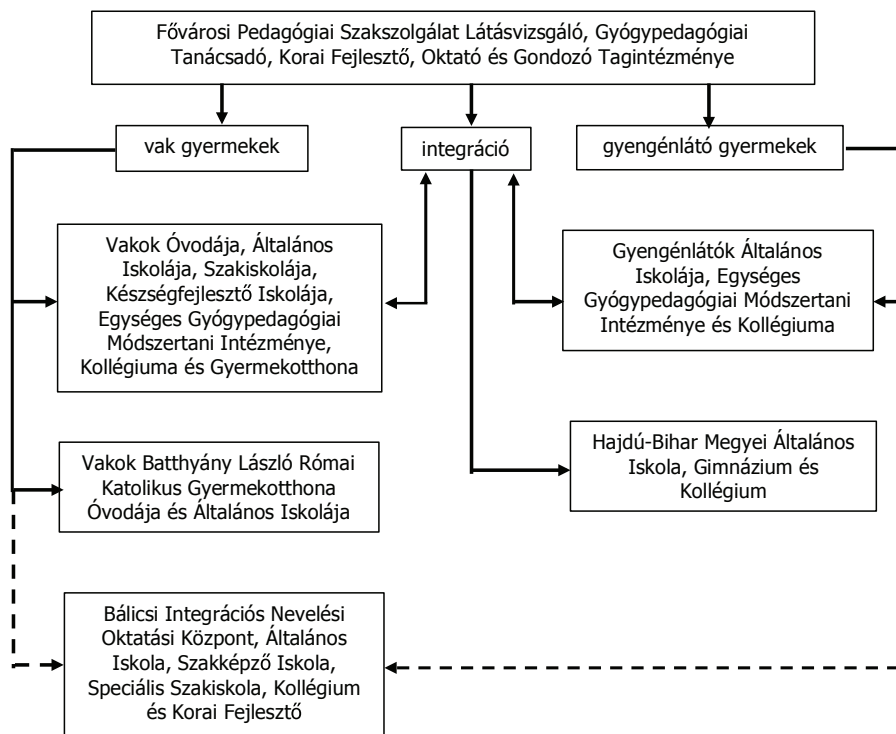 Fővárosi Pedagógiai Szakszolgálat Látásvizsgáló, Gyógypedagógiai
Tanácsadó, Korai Fejlesztő, Oktató és Gondozó Tagintézménye
vak gyermekek
integráció
gyengénlátó gyermekek
Vakok Óvodája, Általános
Iskolája, Szakiskolája,
Készségfejlesztő Iskolája,
Egységes Gyógypedagógiai
Módszertani Intézménye,
Kollégiuma és Gyermekotthona
Gyengénlátók Általános
Iskolája, Egységes
Gyógypedagógiai Módszertani
Intézménye és Kollégiuma
Vakok Batthyány László Római
Katolikus Gyermekotthona
Óvodája és Általános Iskolája
Hajdú-Bihar Megyei Általános
Iskola, Gimnázium és
Kollégium
Bálicsi Integrációs Nevelési
Oktatási Központ, Általános
Iskola, Szakképző Iskola,
Speciális Szakiskola, Kollégium
és Korai Fejlesztő